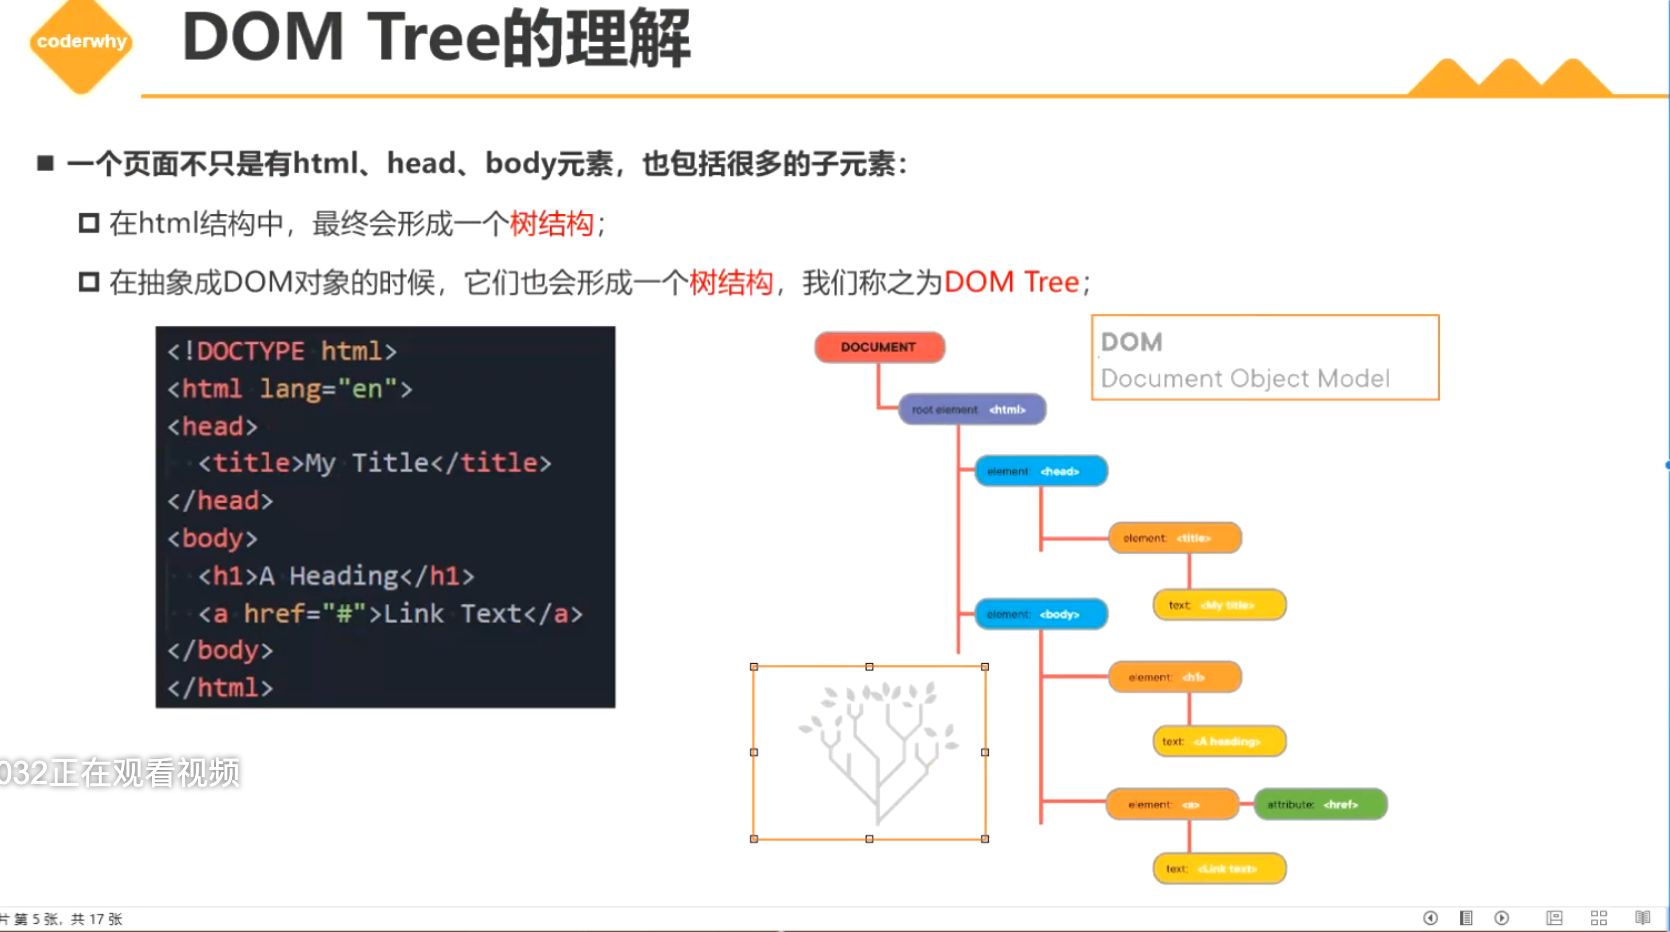 coderwhy
DOM Tree的理解
一个页面不只是有html、head、body元素，也包括很多的子元素：
在html结构中，最终会形成一个树结构；
在抽象成DOM对象的时候，它们也会形成一个树结构，我们称之为DOM Tree；
<!DOCTYPE html>
<html lang="en">
<head>
<title>My Title</title>
</head>
<body>
<h1>A Heading</h1>
<a href="#">Link Text</a>
</body>
</html>
DOM
Document Object Model
DOCUMENT
root element: <html>
element: <head>
element: <title>
text: <My title>
element: <body>
element: <h1>
text: <A heading>
element: <a>
attribute: <href>
text: <Link text>
032正在观看视频
片 第 5 张，共 17 张